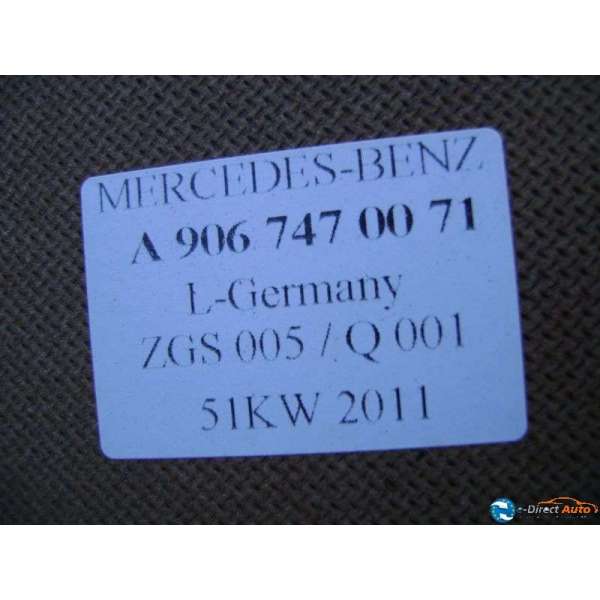 MERCEDES-BENZ
A 906 747 00 71
L-Germany
ZGS 005 / Q 001
51KW 2011
e-Direct Auto